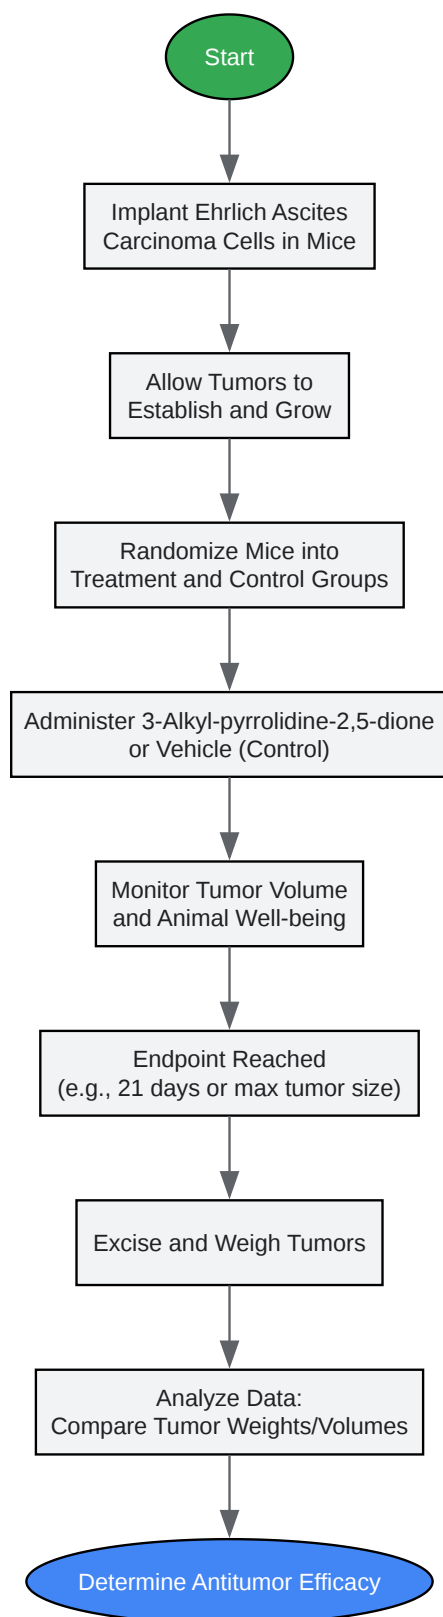 Start
Implant Ehrlich Ascites
Carcinoma Cells in Mice
Allow Tumors to
Establish and Grow
Randomize Mice into
Treatment and Control Groups
Administer 3-Alkyl-pyrrolidine-2,5-dione
or Vehicle (Control)
Monitor Tumor Volume
and Animal Well-being
Endpoint Reached
(e.g., 21 days or max tumor size)
Excise and Weigh Tumors
Analyze Data:
Compare Tumor Weights/Volumes
Determine Antitumor Efficacy